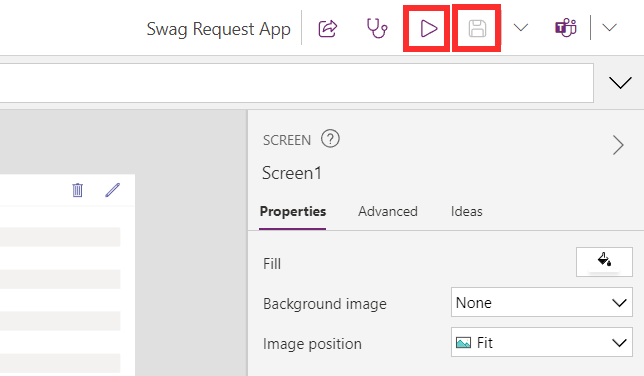 Swag Request App
SCREEN
Screen1
Properties Advanced Ideas
Fill
Background image None
Image position Fit